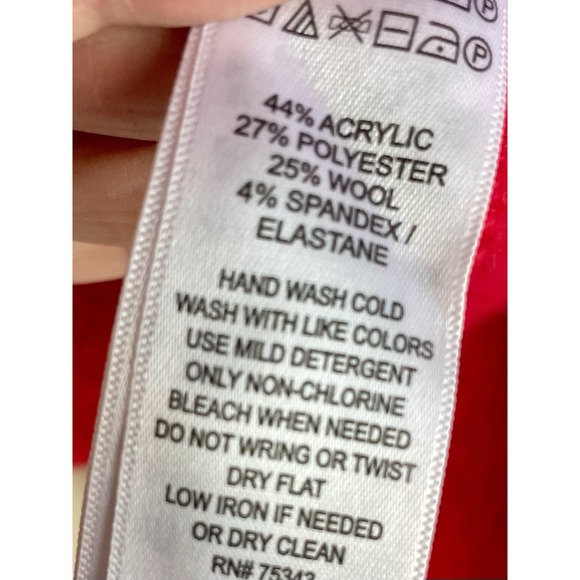 P
P
44% ACRYLIC
27% POLYESTER
25% WOOL
4% SPANDEX/
ELASTANE
HAND WASH COLD
WASH WITH LIKE COLORS
USE MILD DETERGENT
ONLY NON-CHLORINE
BLEACH WHEN NEEDED
DO NOT WRING OR TWIST
DRY FLAT
LOW IRON IF NEEDED
OR DRY CLEAN
RN# 75342